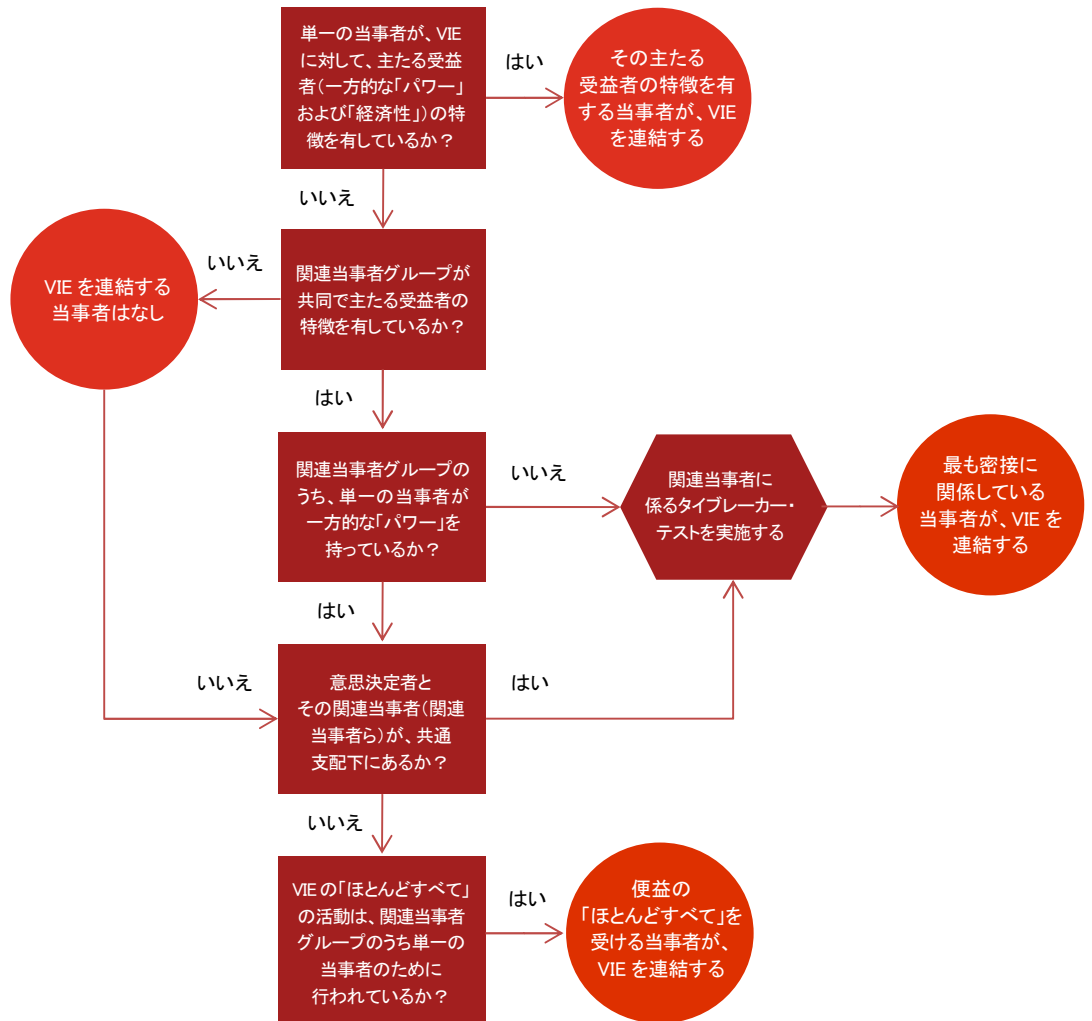 単一の当事者が、VIE
に対して、主たる受益
者(一方的な「パワー」
および「経済性」)の特
徴を有しているか？
はい
その主たる
受益者の特徴を有
する当事者が、VIE
を連結する
いいえ
関連当事者グループが
共同で主たる受益者の
特徴を有しているか？
いいえ
VIE を連結する
当事者はなし
はい
関連当事者グループの
うち、単一の当事者が
一方的な「パワー」を
持っているか？
いいえ
関連当事者に
係るタイブレーカー・
テストを実施する
最も密接に
関係している
当事者が、VIE を
連結する
はい
いいえ
意思決定者と
その関連当事者(関連
当事者ら)が、共通
支配下にあるか？
はい
いいえ
VIE の「ほとんどすべて」
の活動は、関連当事者
グループのうち単一の
当事者のために
行われているか？
はい
便益の
「ほとんどすべて」を
受ける当事者が、
VIE を連結する